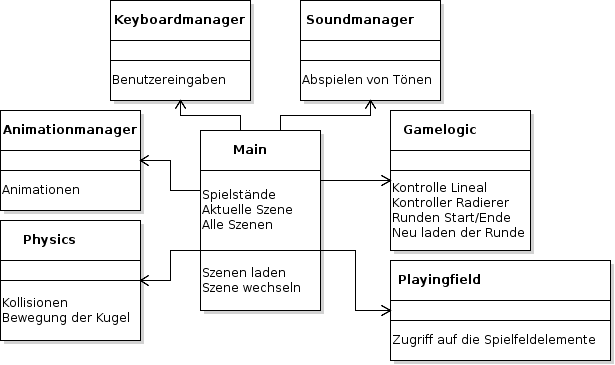 Keyboardmanager
Benutzereingaben
Soundmanager
Abspielen von Tönen
Animationmanager
Animationen
Main
Spielstände
Aktuelle Szene
Alle Szenen
Szenen laden
Szene wechseln
Gamelogic
Kontrolle Lineal
Kontroller Radierer
Runden Start/Ende
Neu laden der Runde
Physics
Kollisionen
Bewegung der Kugel
Playingfield
Zugriff auf die Spielfeldelemente